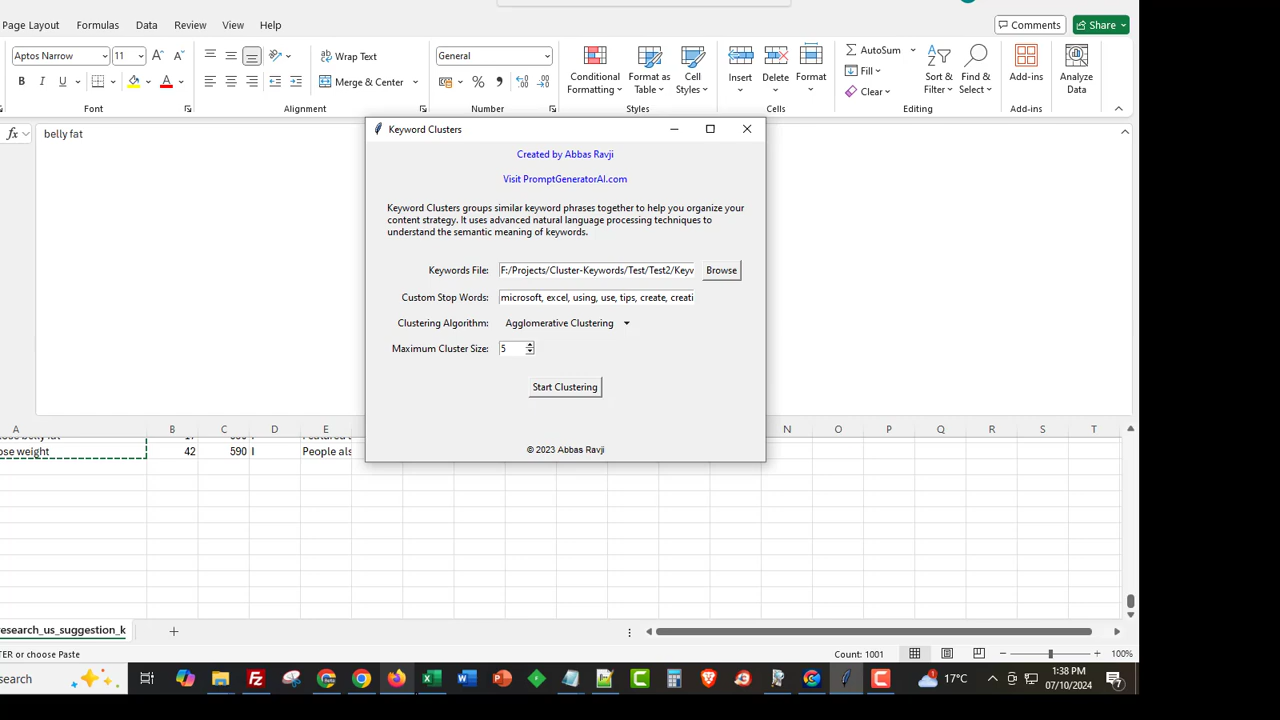 Page Layout Formulas Data Review View Help
Comments Share
Aptos Narrow 11 Wrap Text General AutoSum
Fill
Merge & Center Conditional Formatting Format as Table Cell Styles Insert Delete Format Sort & Filter Find & Select Add-ins Analyze Data
Clear
Font Alignment Number Styles Cells Editing Add-ins
fx belly fat
Keyword Clusters
Created by Abbas Ravji
Visit PromptGeneratorAI.com
Keyword Clusters groups similar keyword phrases together to help you organize your
content strategy. It uses advanced natural language processing techniques to
understand the semantic meaning of keywords.
Keywords File: F:/Projects/Cluster-Keywords/Test/Test2/Keyw Browse
Custom Stop Words: microsoft, excel, using, use, tips, create, creati
Clustering Algorithm: Agglomerative Clustering
Maximum Cluster Size: 5
Start Clustering
© 2023 Abbas Ravji
A B C D E N O P Q R S T
ose weight 42 590 I People als
esearch_us_suggestion_k
TER or choose Paste Count: 1001 100%
search 17°C 1:38 PM
07/10/2024 7